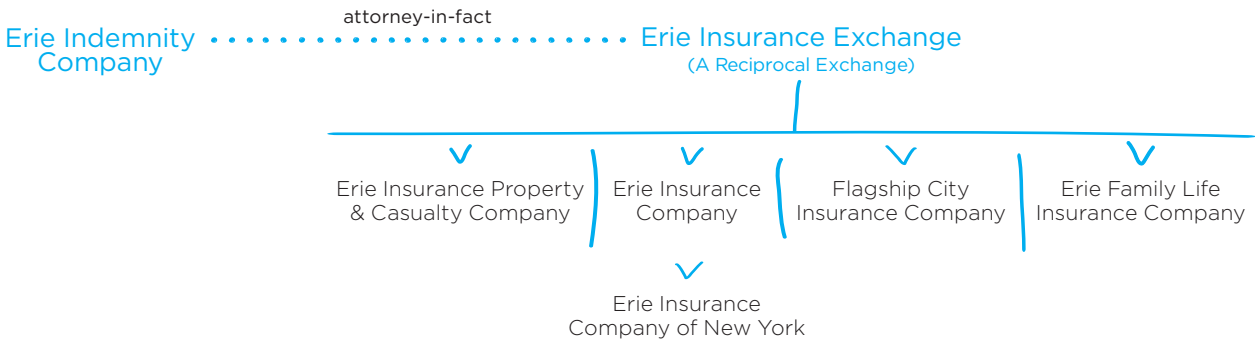 attorney-in-fact
Erie Indemnity
Company
Erie Insurance Exchange
(A Reciprocal Exchange)
Erie Insurance Property
& Casualty Company
Erie Insurance
Company
Flagship City
Insurance Company
Erie Family Life
Insurance Company
Erie Insurance
Company of New York